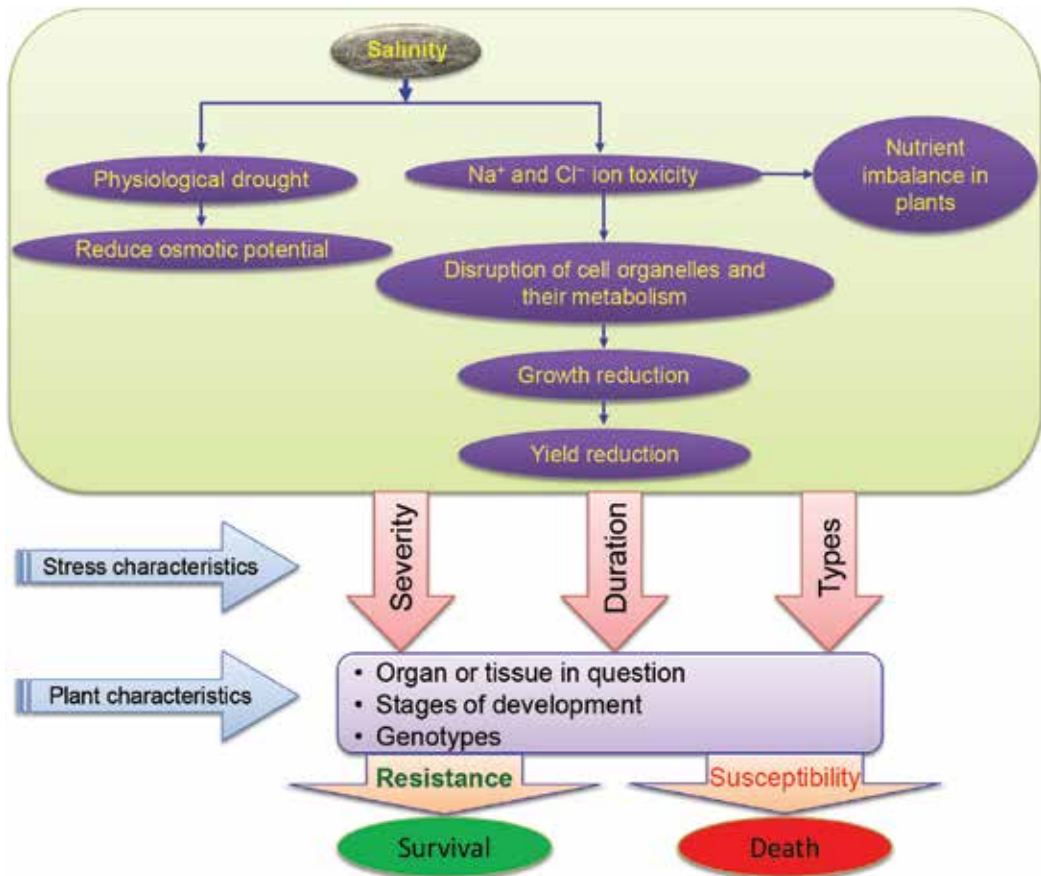 Salinity
Physiological drought
Na⁺ and Cl⁻ ion toxicity
Nutrient
imbalance in
plants
Reduce osmotic potential
Disruption of cell organelles and
their metabolism
Growth reduction
Yield reduction
Stress characteristics
Severity
Duration
Types
Plant characteristics
• Organ or tissue in question
• Stages of development
• Genotypes
Resistance
Susceptibility
Survival
Death